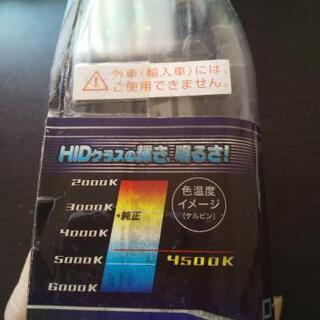 外車(輸入車)には、
ご使用できません。
HIDクラスの輝き、明るさ!
2000K
3000K
純正
4000K
5000K
6000K
色温度
イメージ
(ケルビン)
4500K